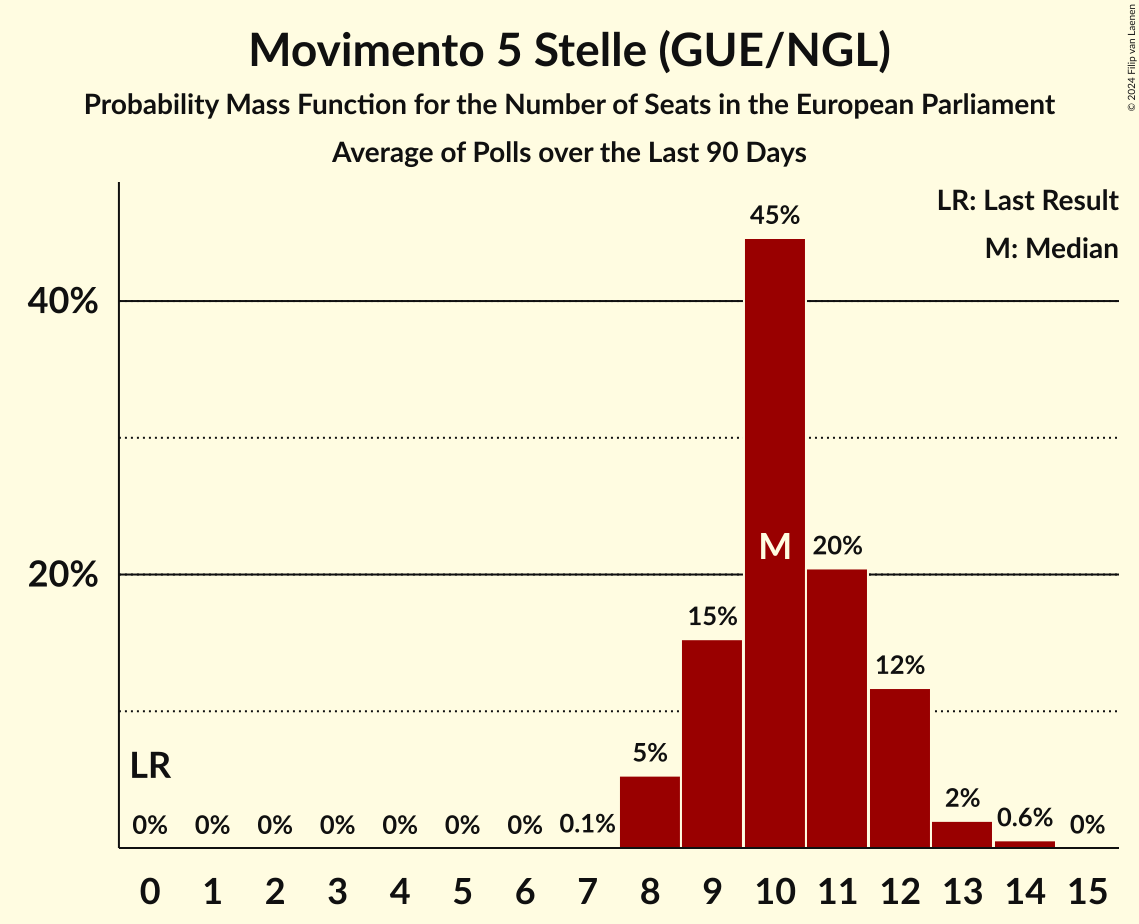 Movimento 5 Stelle (GUE/NGL)
Probability Mass Function for the Number of Seats in the European Parliament
Average of Polls over the Last 90 Days
© 2024 Filip van Laenen
LR: Last Result
M: Median
45%
40%
M
20%
20%
15%
12%
5%
LR
2%
0% 0% 0% 0% 0% 0% 0% 0.1% 0.6% 0%
0 1 2 3 4 5 6 7 8 9 10 11 12 13 14 15